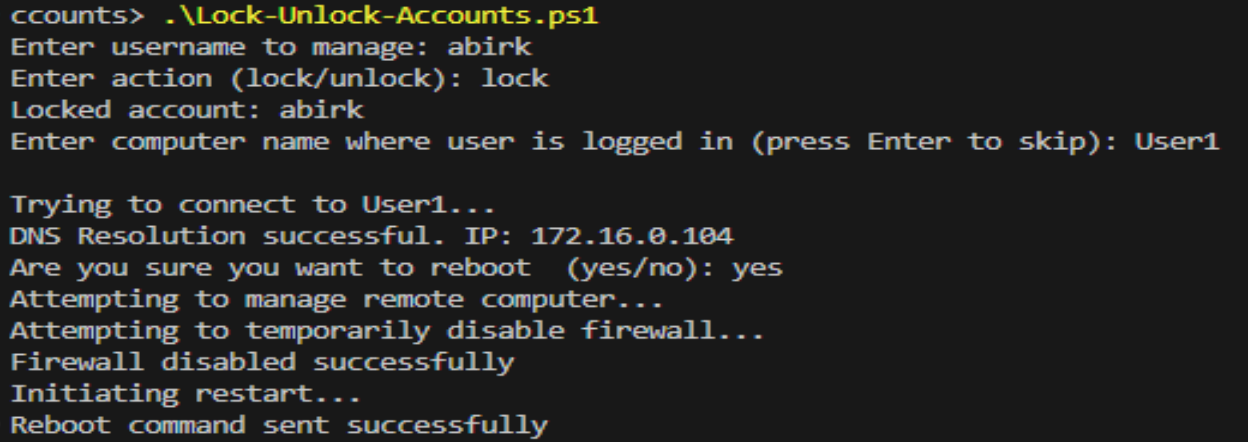 ccounts> .\Lock-Unlock-Accounts.ps1
Enter username to manage: abirk
Enter action (lock/unlock): lock
Locked account: abirk
Enter computer name where user is logged in (press Enter to skip): User1
Trying to connect to User1...
DNS Resolution successful. IP: 172.16.0.104
Are you sure you want to reboot  (yes/no): yes
Attempting to manage remote computer...
Attempting to temporarily disable firewall...
Firewall disabled successfully
Initiating restart...
Reboot command sent successfully